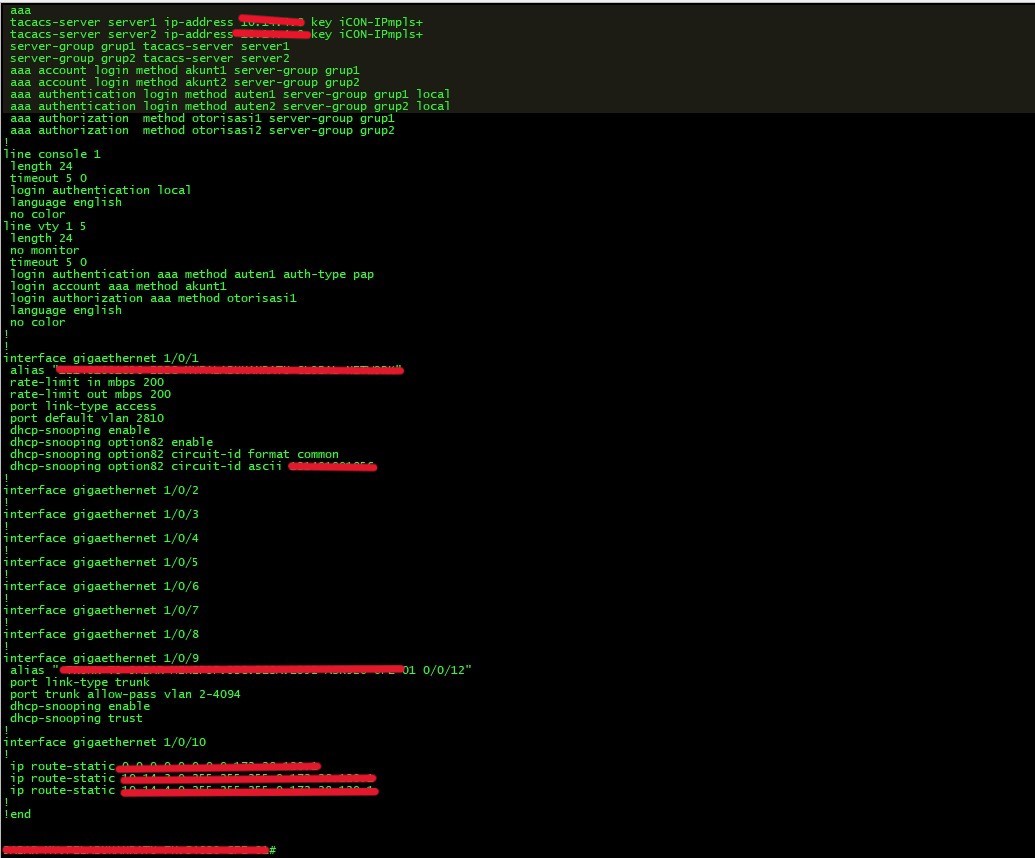 aaa
tacacs-server server1 ip-address key iCON-IPmpls+
tacacs-server server2 ip-address key iCON-IPmpls+
server-group grup1 tacacs-server server1
server-group grup2 tacacs-server server2
aaa account login method akunt1 server-group grup1
aaa account login method akunt2 server-group grup2
aaa authentication login method auten1 server-group grup1 local
aaa authentication login method auten2 server-group grup2 local
aaa authorization  method otorisasi1 server-group grup1
aaa authorization  method otorisasi2 server-group grup2
!
line console 1
length 24
timeout 5 0
login authentication local
language english
no color
line vty 1 5
length 24
no monitor
timeout 5 0
login authentication aaa method auten1 auth-type pap
login account aaa method akunt1
login authorization aaa method otorisasi1
language english
no color
!
!
interface gigaethernet 1/0/1
alias "
rate-limit in mbps 200
rate-limit out mbps 200
port link-type access
port default vlan 2810
dhcp-snooping enable
dhcp-snooping option82 enable
dhcp-snooping option82 circuit-id format common
dhcp-snooping option82 circuit-id ascii
!
interface gigaethernet 1/0/2
!
interface gigaethernet 1/0/3
!
interface gigaethernet 1/0/4
!
interface gigaethernet 1/0/5
!
interface gigaethernet 1/0/6
!
interface gigaethernet 1/0/7
!
interface gigaethernet 1/0/8
!
interface gigaethernet 1/0/9
alias " 01 0/0/12"
port link-type trunk
port trunk allow-pass vlan 2-4094
dhcp-snooping enable
dhcp-snooping trust
!
interface gigaethernet 1/0/10
!
ip route-static
ip route-static
ip route-static
!
!end
#